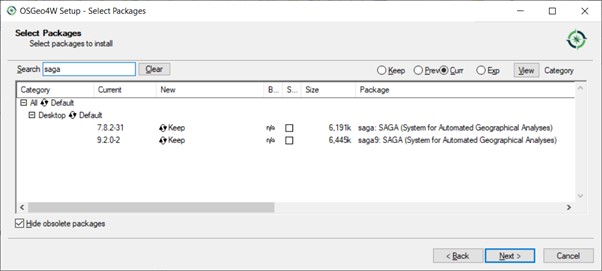 OSGeo4W Setup - Select Packages
Select Packages
Select packages to install
Search saga Clear Keep Prev Curr Exp View Category
Category Current New B... S... Size Package
All Default
Desktop Default
7.8.2-31 Keep n/a 6,191k saga: SAGA (System for Automated Geographical Analyses)
9.2.0-2 Keep n/a 6,445k saga9: SAGA (System for Automated Geographical Analyses)
Hide obsolete packages
< Back Next > Cancel